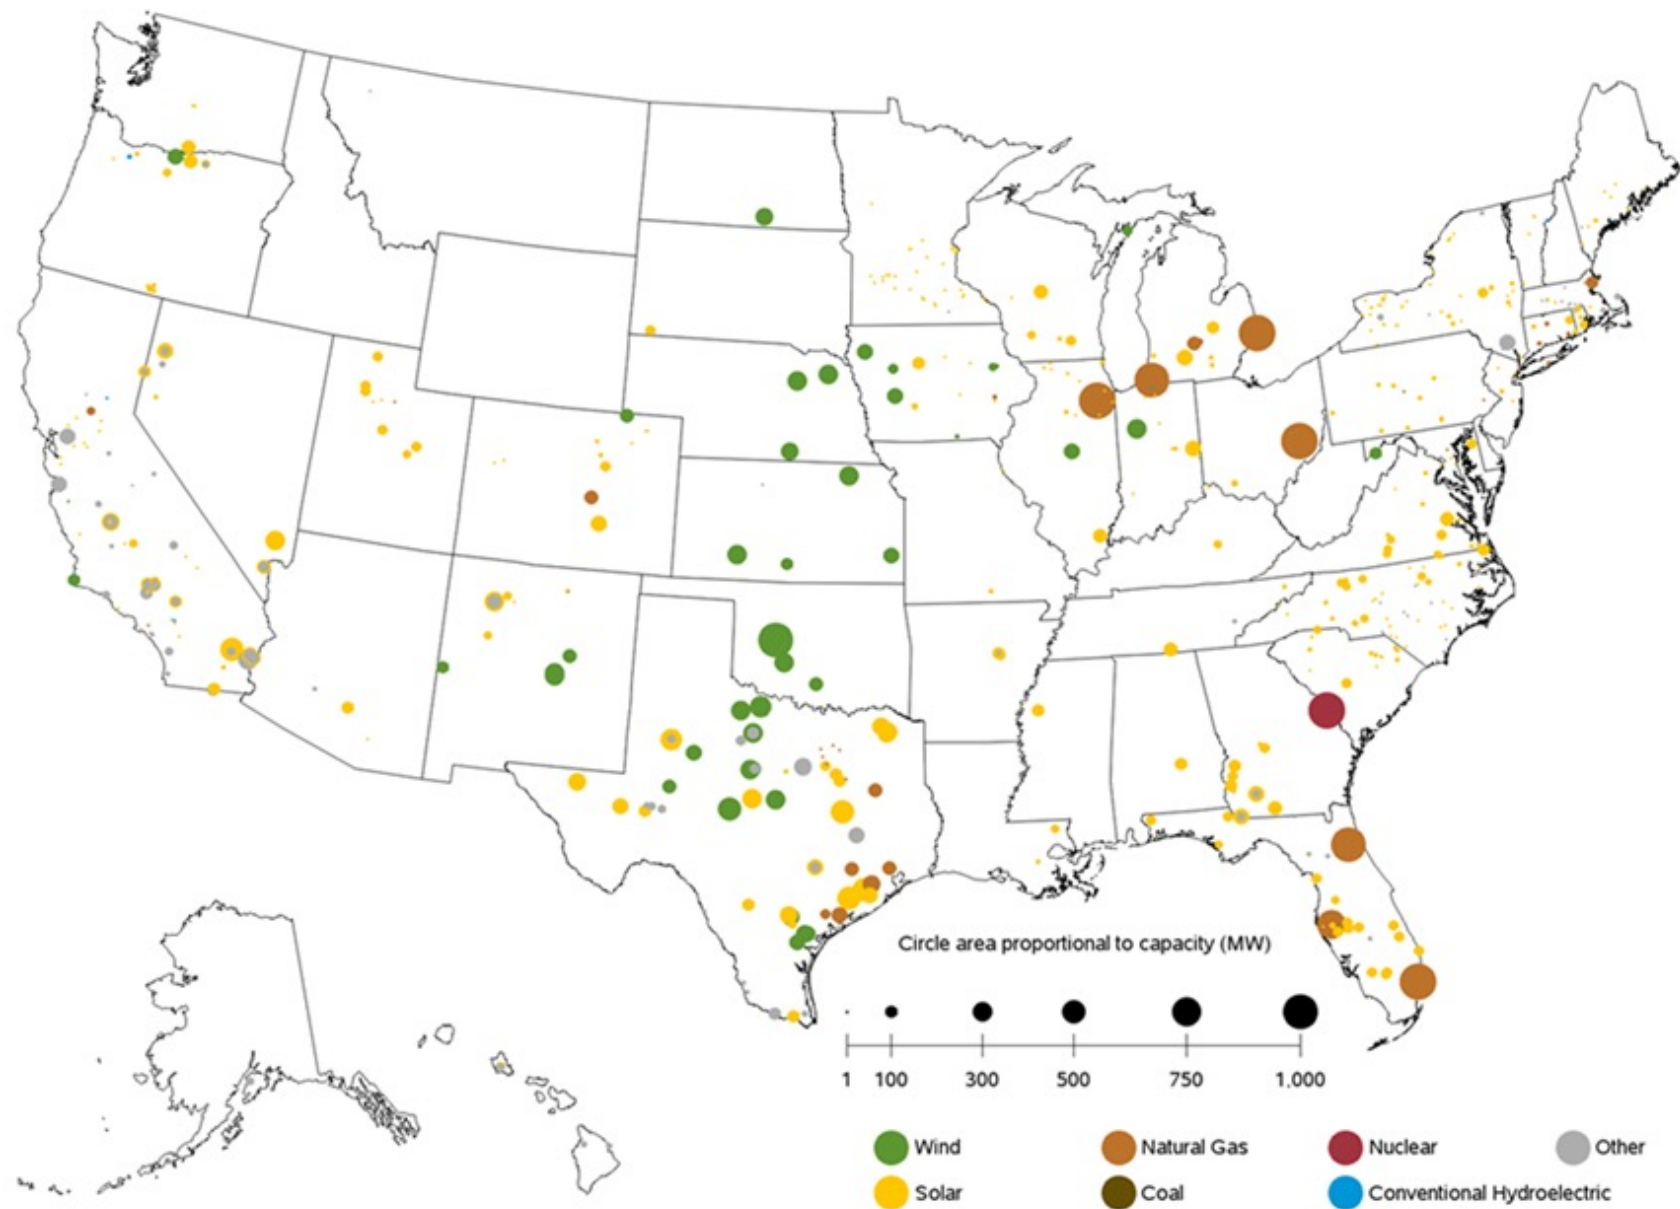 Circle area proportional to capacity (MW)
1 100 300 500 750 1,000
Wind Natural Gas Nuclear Other
Solar Coal Conventional Hydroelectric